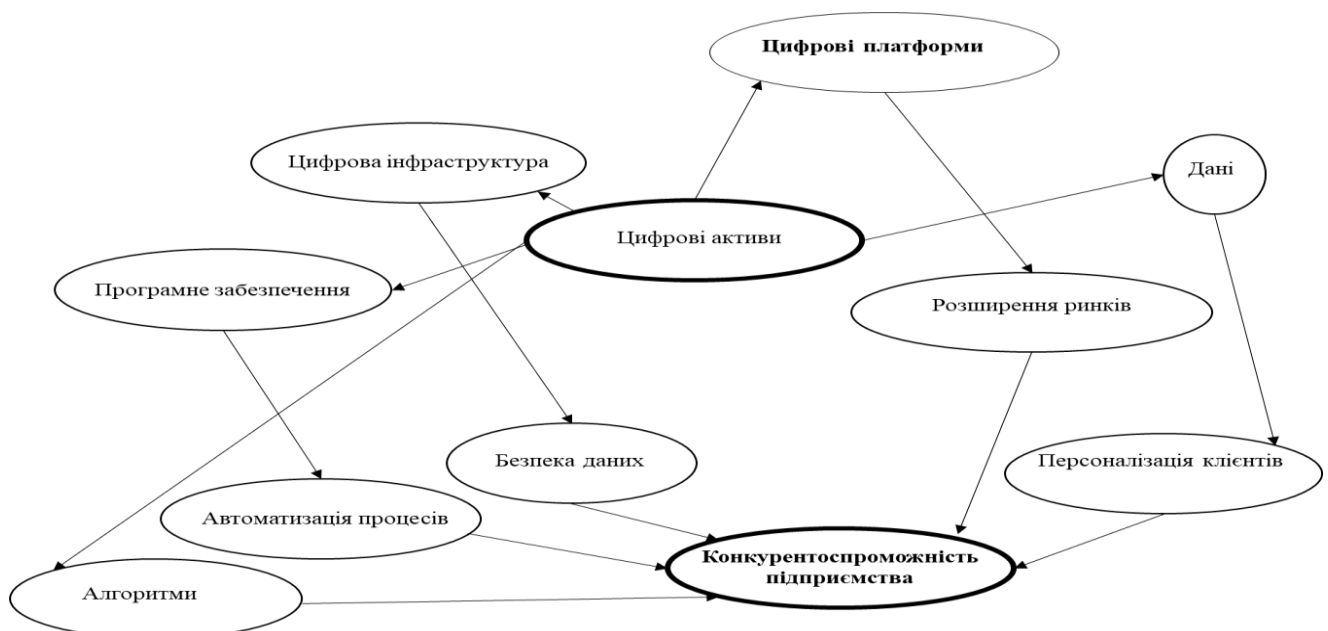 Цифрові платформи
Цифрова інфраструктура
Дані
Цифрові активи
Програмне забезпечення
Розширення ринків
Безпека даних
Персоналізація клієнтів
Автоматизація процесів
Конкурентоспроможність
підприємства
Алгоритми